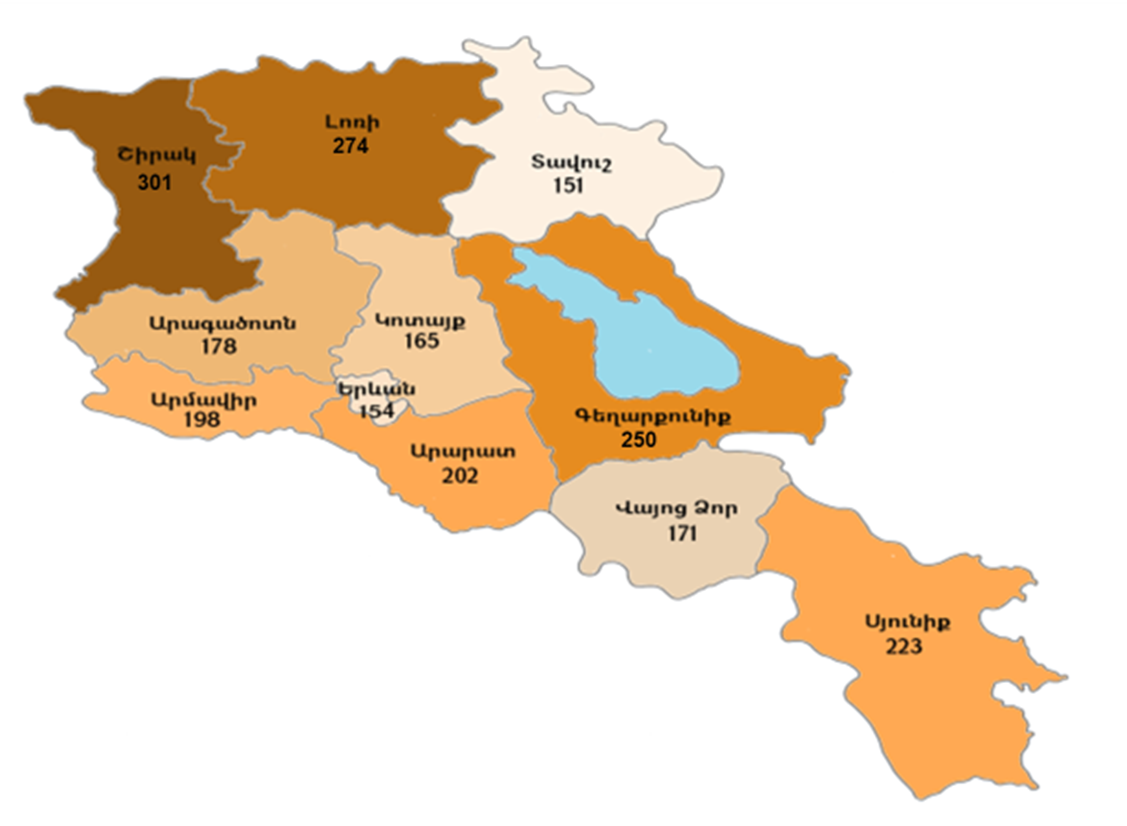 Շիրակ
301
Լոռի
274
Տավուշ
151
Արագածոտն
178
Կոտայք
165
Երևան
154
Արմավիր
198
Արարատ
202
Գեղարքունիք
250
Վայոց Ձոր
171
Սյունիք
223